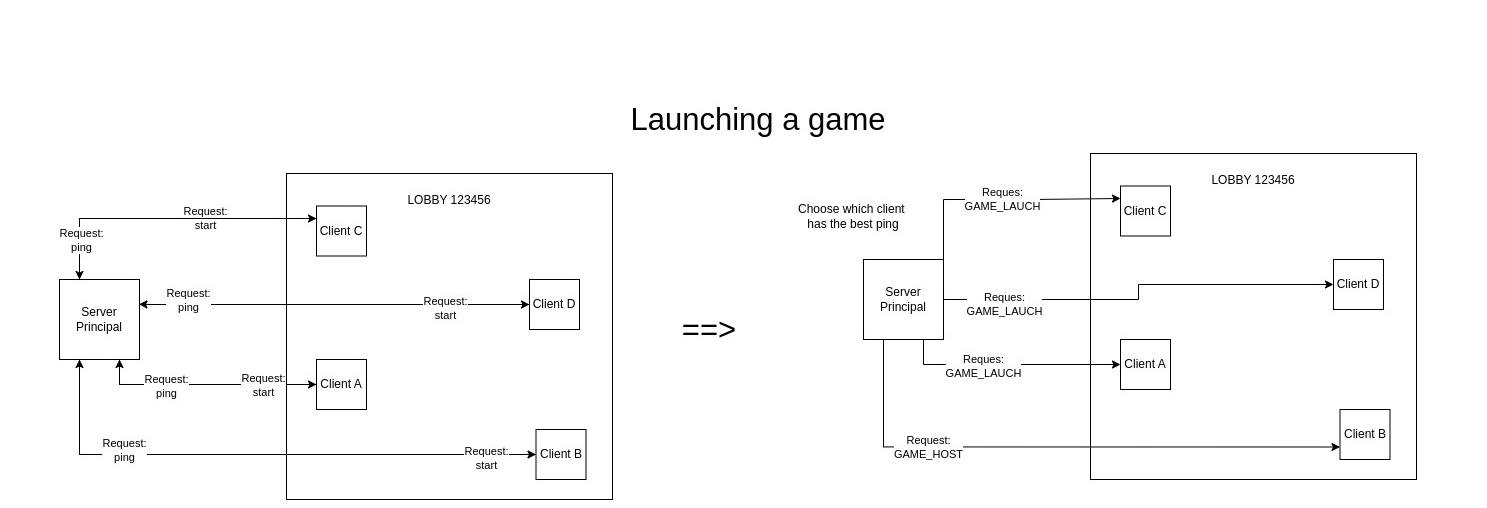 Launching a game
LOBBY 123456
Request:
start
Request:
ping
Client C
Request:
ping
Request:
start
Client D
Server
Principal
Request:
ping
Request:
start
Client A
Request:
ping
Request:
start
Client B
==>
LOBBY 123456
Choose which client
has the best ping
Reques:
GAME_LAUCH
Client C
Server
Principal
Reques:
GAME_LAUCH
Client D
Reques:
GAME_LAUCH
Client A
Request:
GAME_HOST
Client B